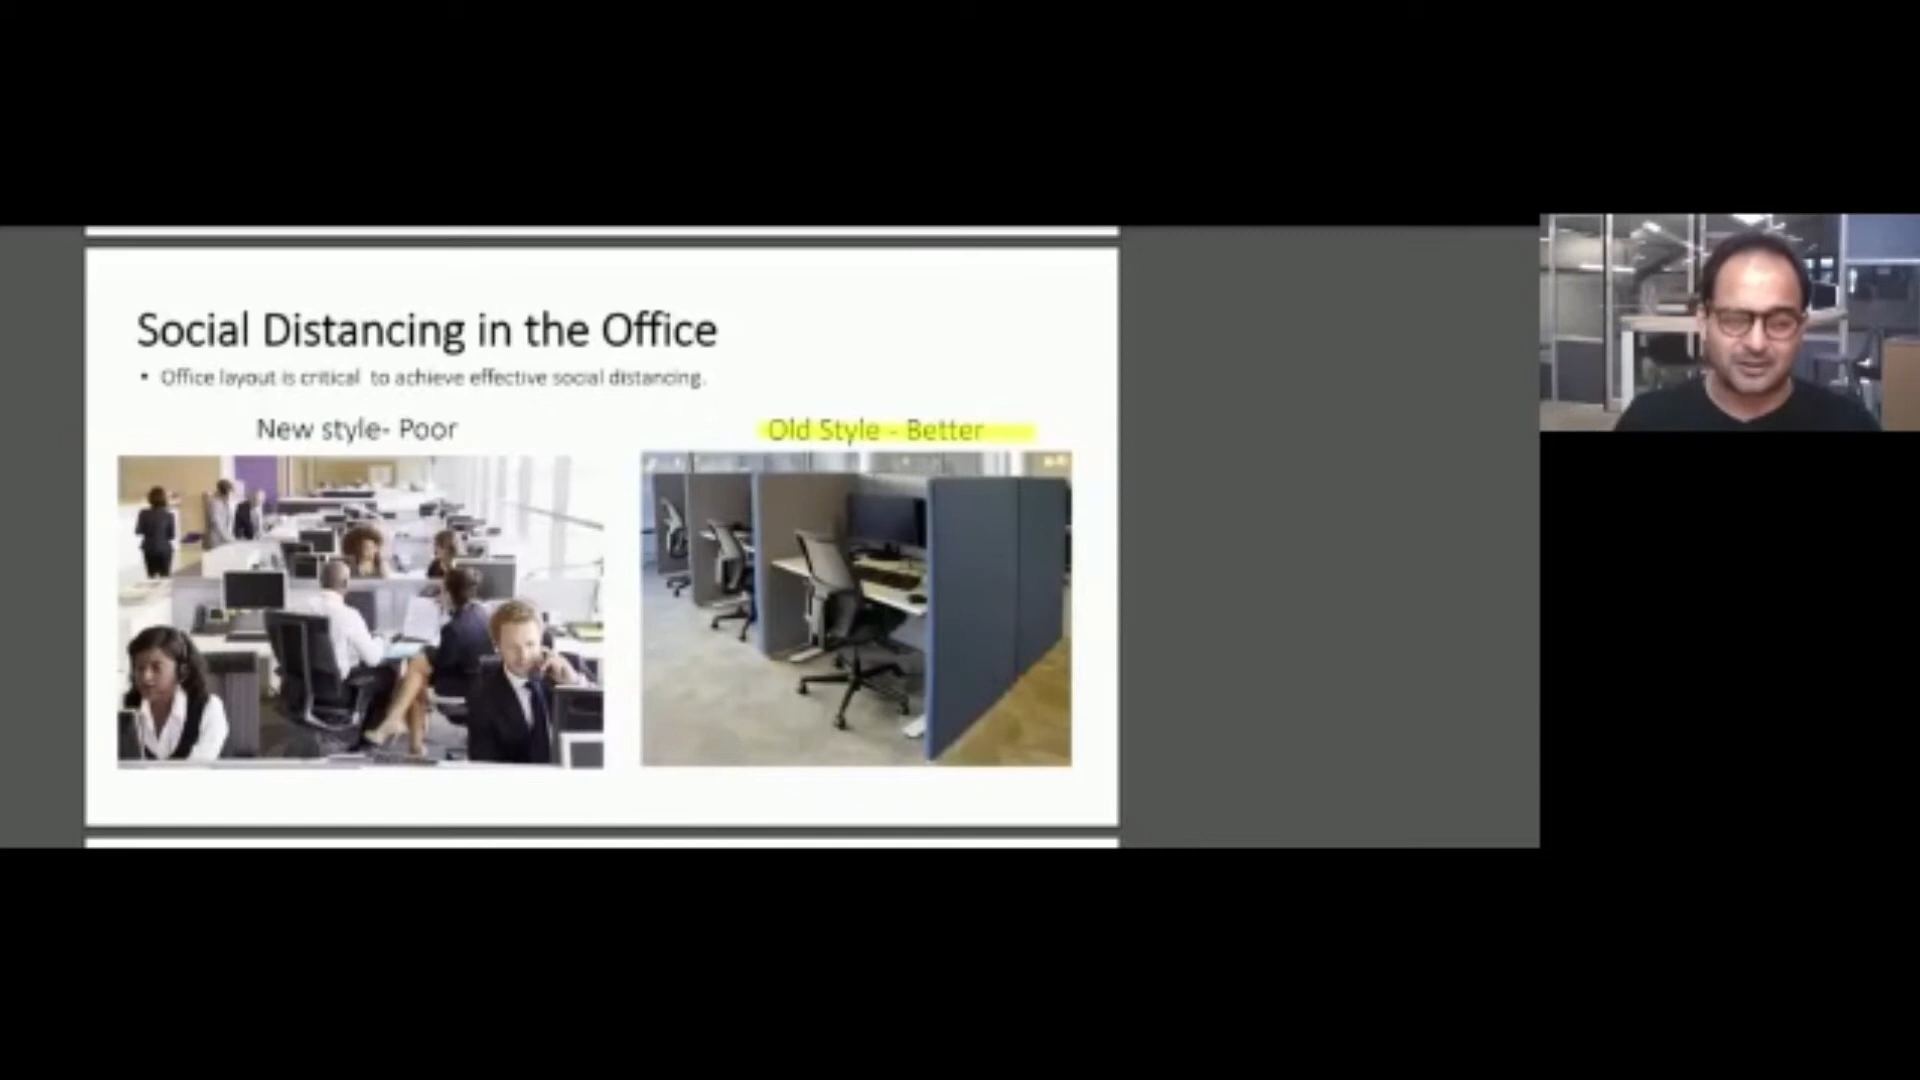 Social Distancing in the Office
• Office layout is critical to achieve effective social distancing.
New style- Poor
Old Style - Better